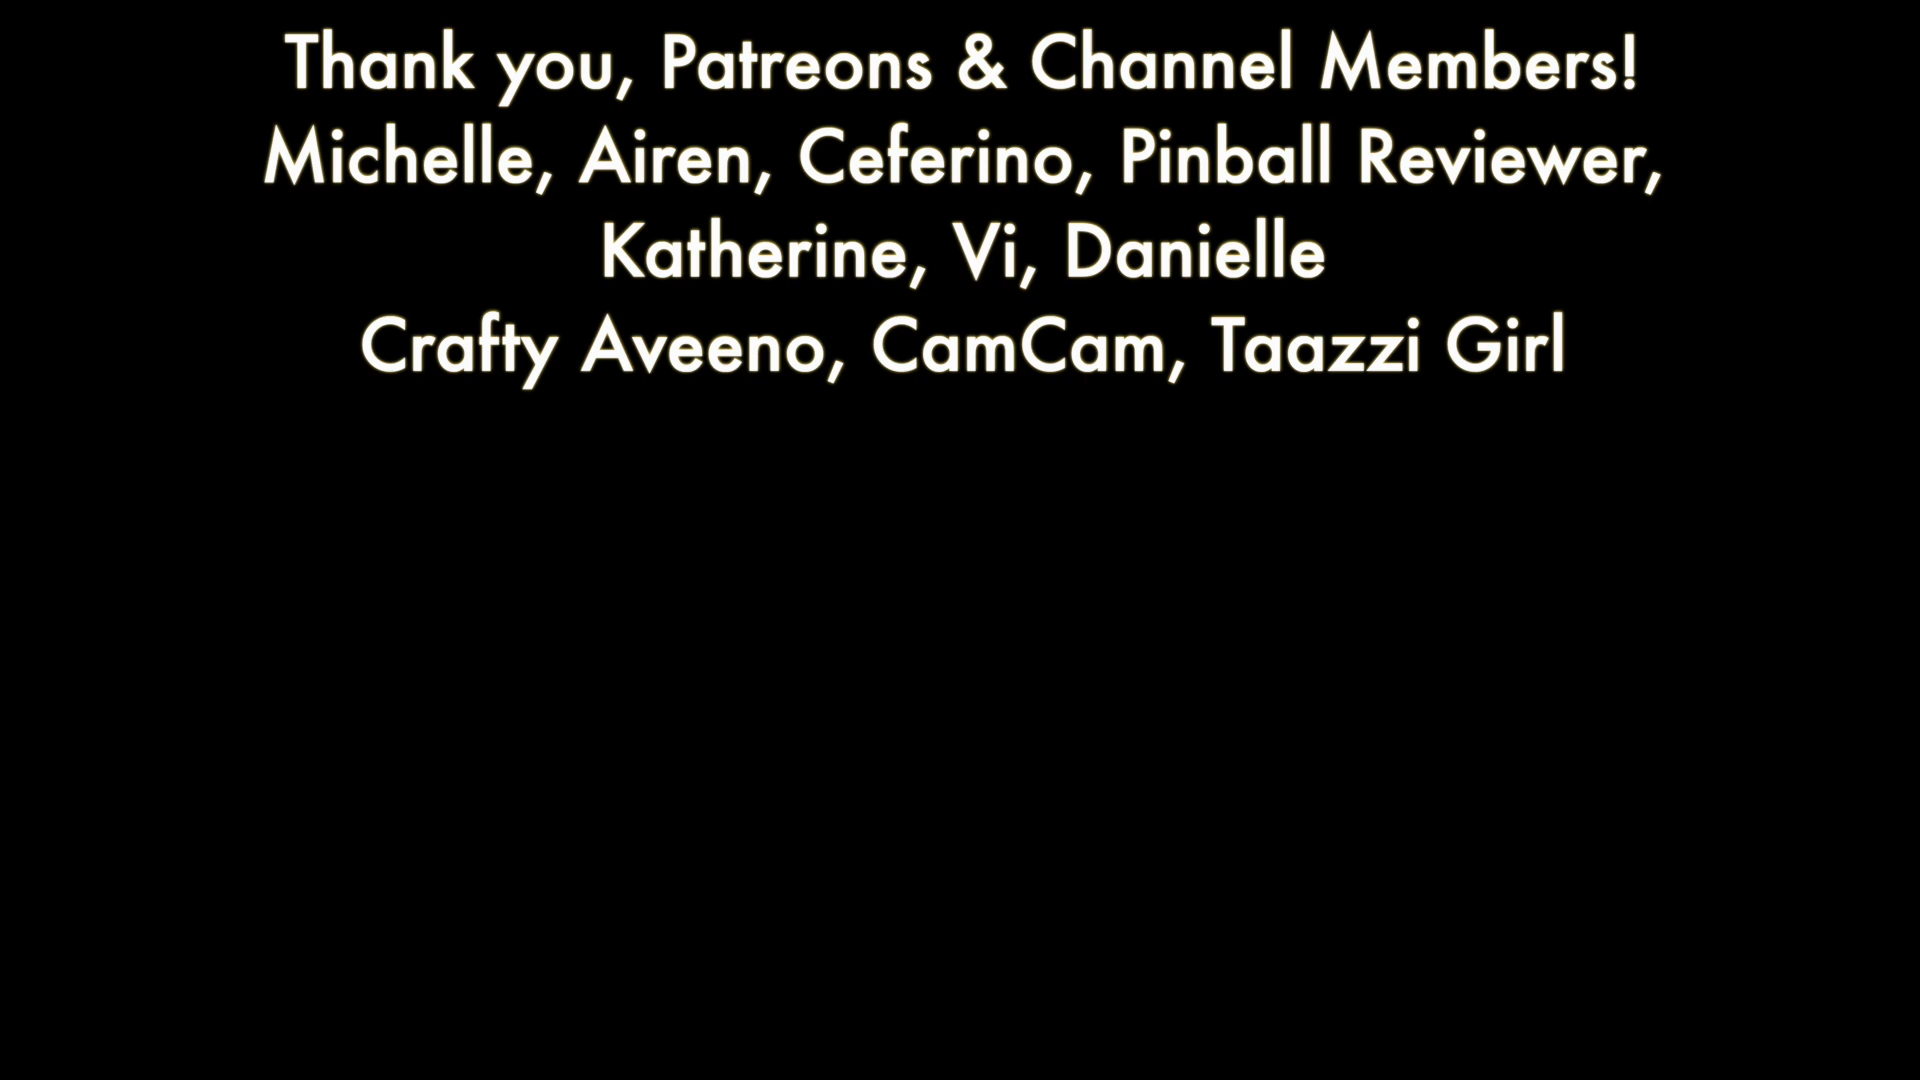 Thank you, Patreons & Channel Members!
Michelle, Airen, Ceferino, Pinball Reviewer,
Katherine, Vi, Danielle
Crafty Aveeno, CamCam, Taazzi Girl